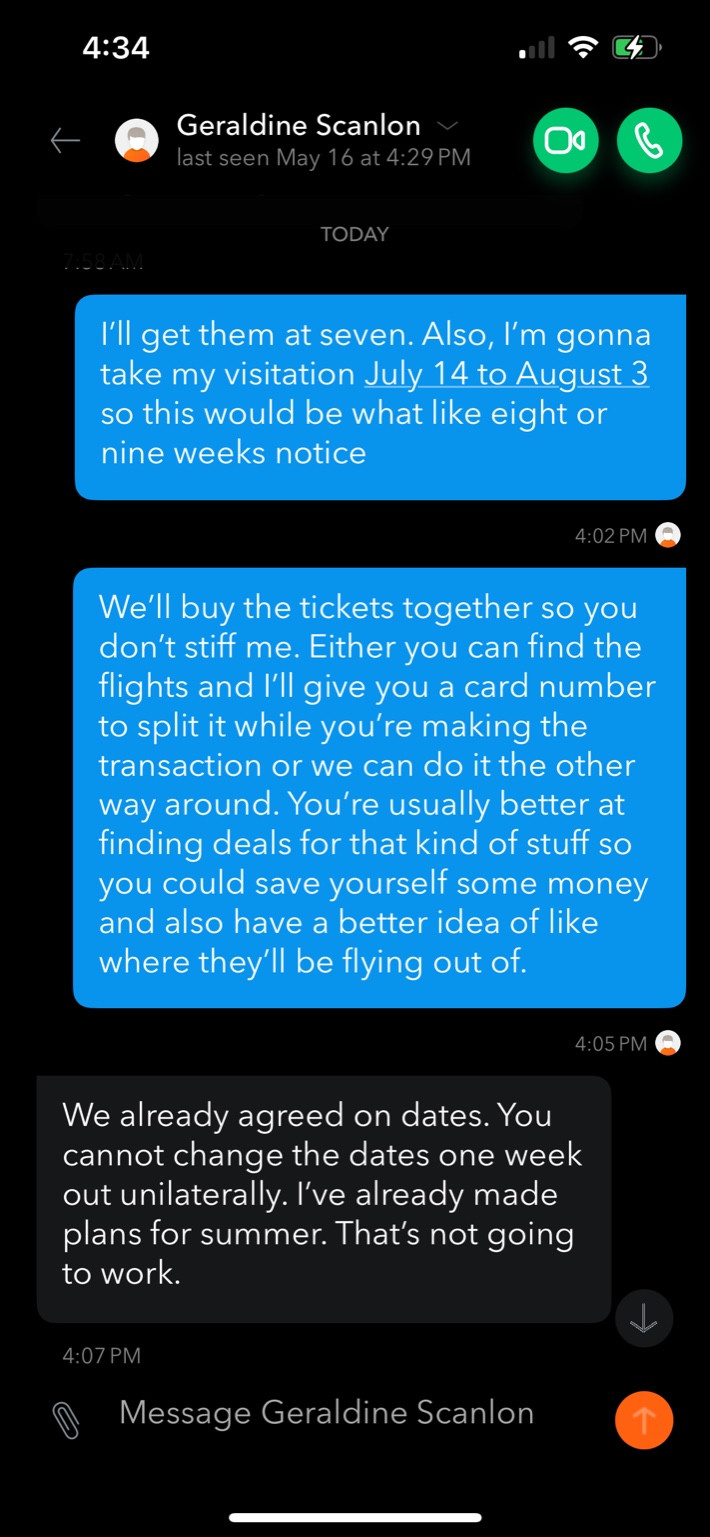 4:34
Geraldine Scanlon
last seen May 16 at 4:29 PM
TODAY
7:58 AM
I’ll get them at seven. Also, I’m gonna
take my visitation July 14 to August 3
so this would be what like eight or
nine weeks notice
4:02 PM
We’ll buy the tickets together so you
don’t stiff me. Either you can find the
flights and I’ll give you a card number
to split it while you’re making the
transaction or we can do it the other
way around. You’re usually better at
finding deals for that kind of stuff so
you could save yourself some money
and also have a better idea of like
where they’ll be flying out of.
4:05 PM
We already agreed on dates. You
cannot change the dates one week
out unilaterally. I’ve already made
plans for summer. That’s not going
to work.
4:07 PM
Message Geraldine Scanlon